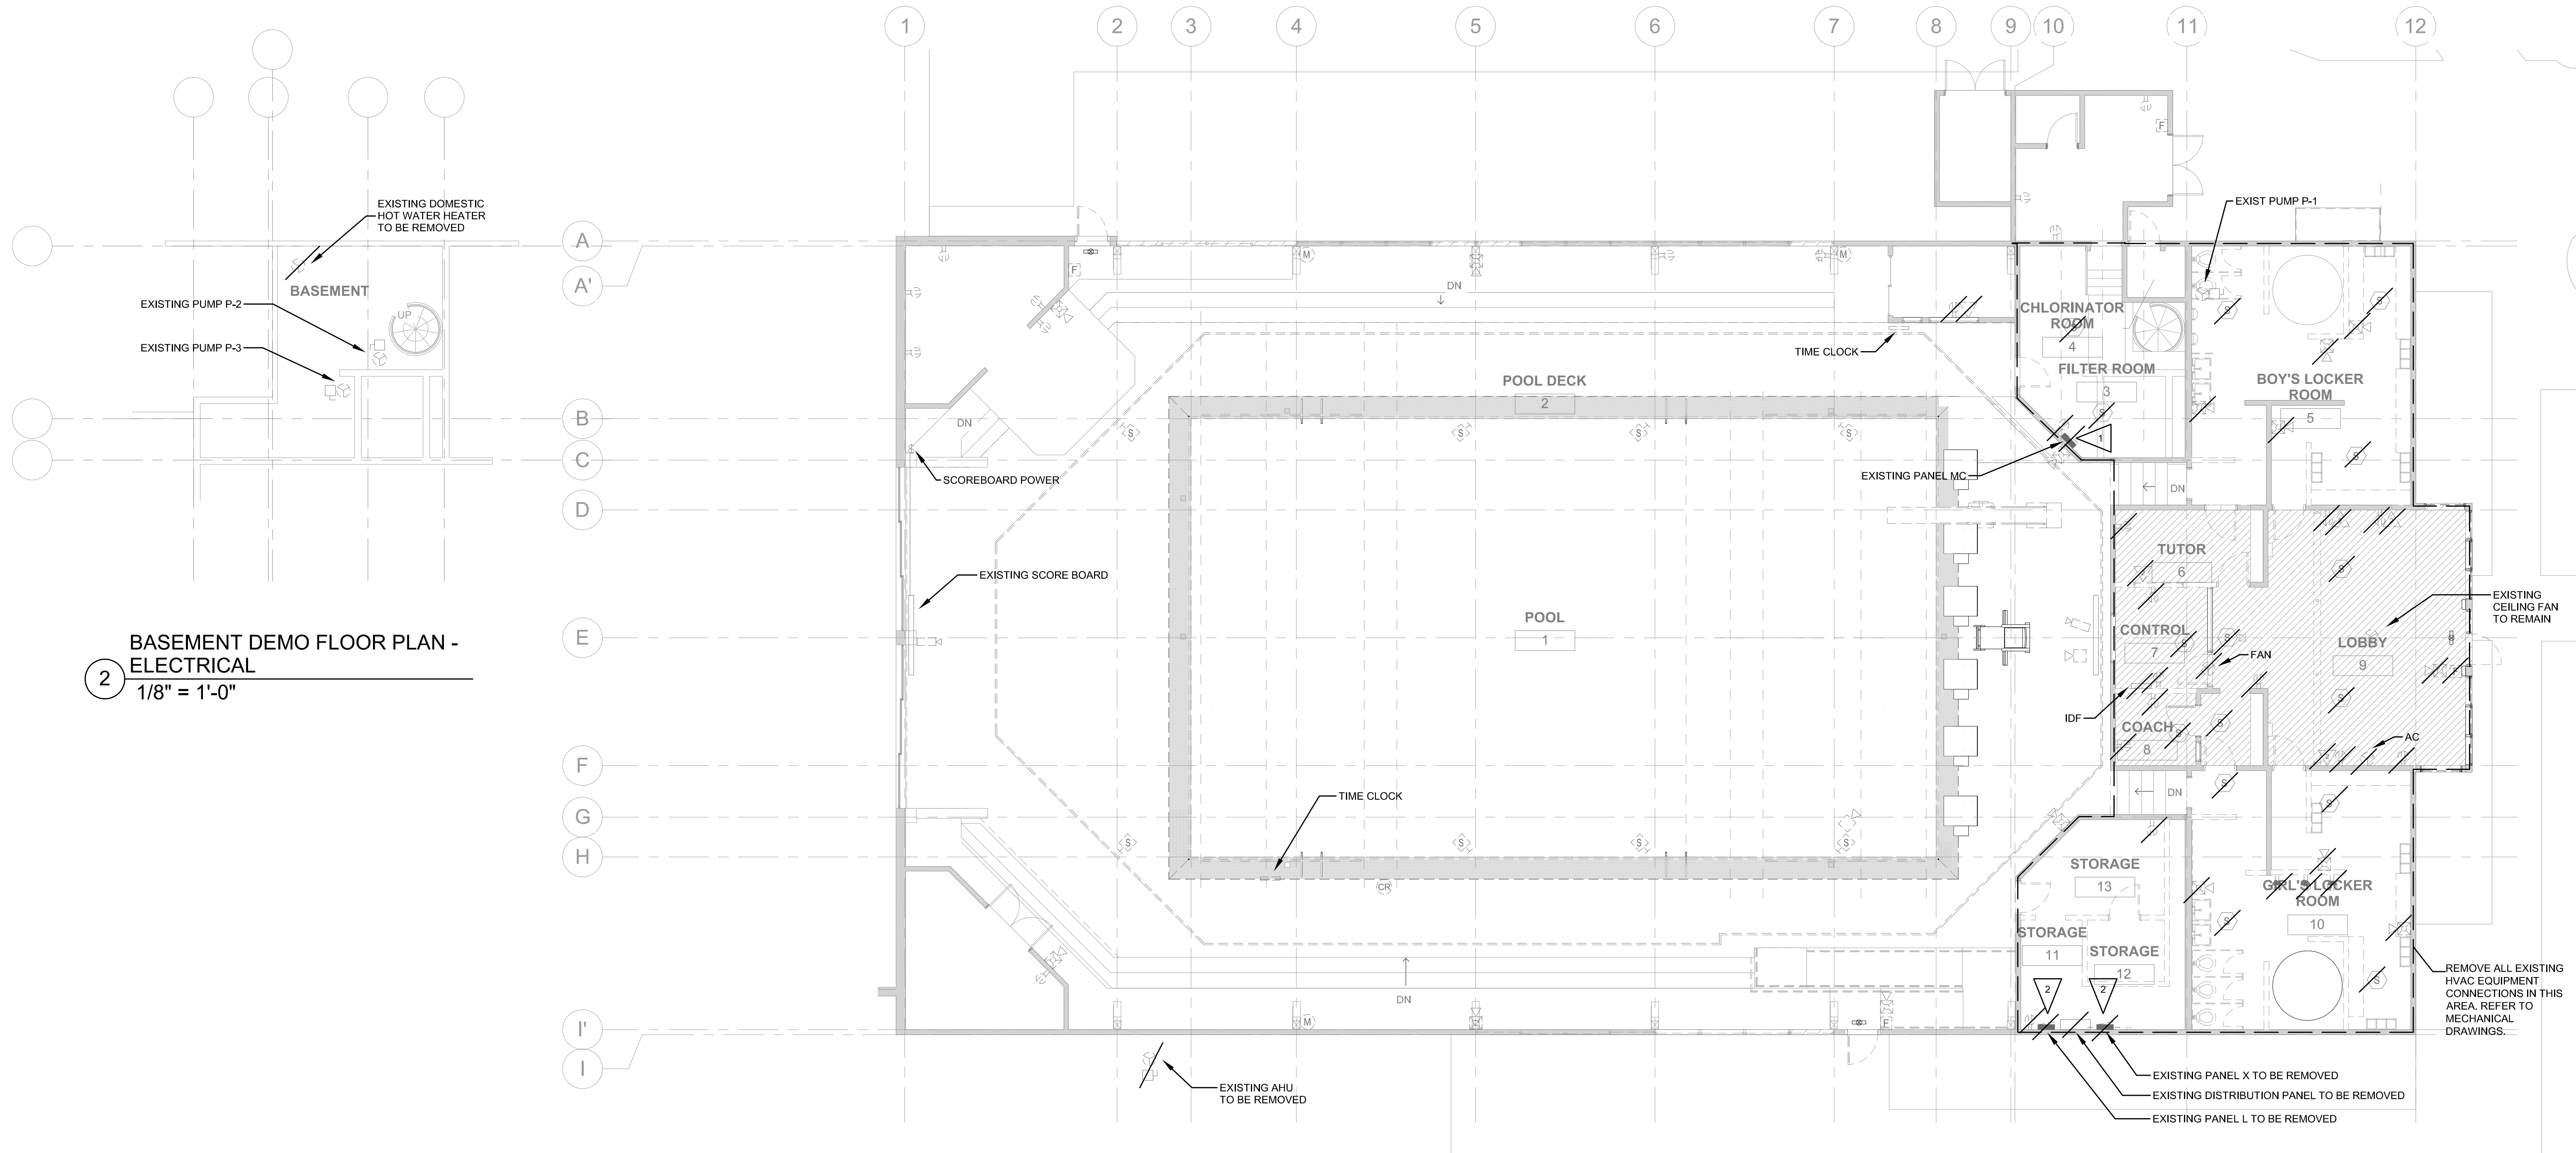 1
2
3
4
5
6
7
8
9
10
11
12
EXISTING DOMESTIC
HOT WATER HEATER
TO BE REMOVED
BASEMENT
EXISTING PUMP P-2
UP
EXISTING PUMP P-3
2
BASEMENT DEMO FLOOR PLAN -
ELECTRICAL
1/8" = 1'-0"
A
A'
B
C
D
E
F
G
H
I'
I
F
EXIST PUMP P-1
F
M
M
DN
S
S
CHLORINATOR
ROOM
4
TIME CLOCK
FILTER ROOM
3
POOL DECK
2
BOY'S LOCKER
ROOM
5
DN
S
S
S
S
S
S
1
SCOREBOARD POWER
EXISTING PANEL MC
DN
TUTOR
6
S
EXISTING SCORE BOARD
EXISTING
CEILING FAN
TO REMAIN
POOL
1
CONTROL
7
S
S
LOBBY
9
FAN
IDF
S
COACH
8
S
S
AC
TIME CLOCK
DN
S
S
S
S
S
S
CR
STORAGE
13
GIRL'S LOCKER
ROOM
10
S
STORAGE
11
STORAGE
12
S
2
2
DN
M
F
REMOVE ALL EXISTING
HVAC EQUIPMENT
CONNECTIONS IN THIS
AREA. REFER TO
MECHANICAL
DRAWINGS.
EXISTING AHU
TO BE REMOVED
EXISTING PANEL X TO BE REMOVED
EXISTING DISTRIBUTION PANEL TO BE REMOVED
EXISTING PANEL L TO BE REMOVED